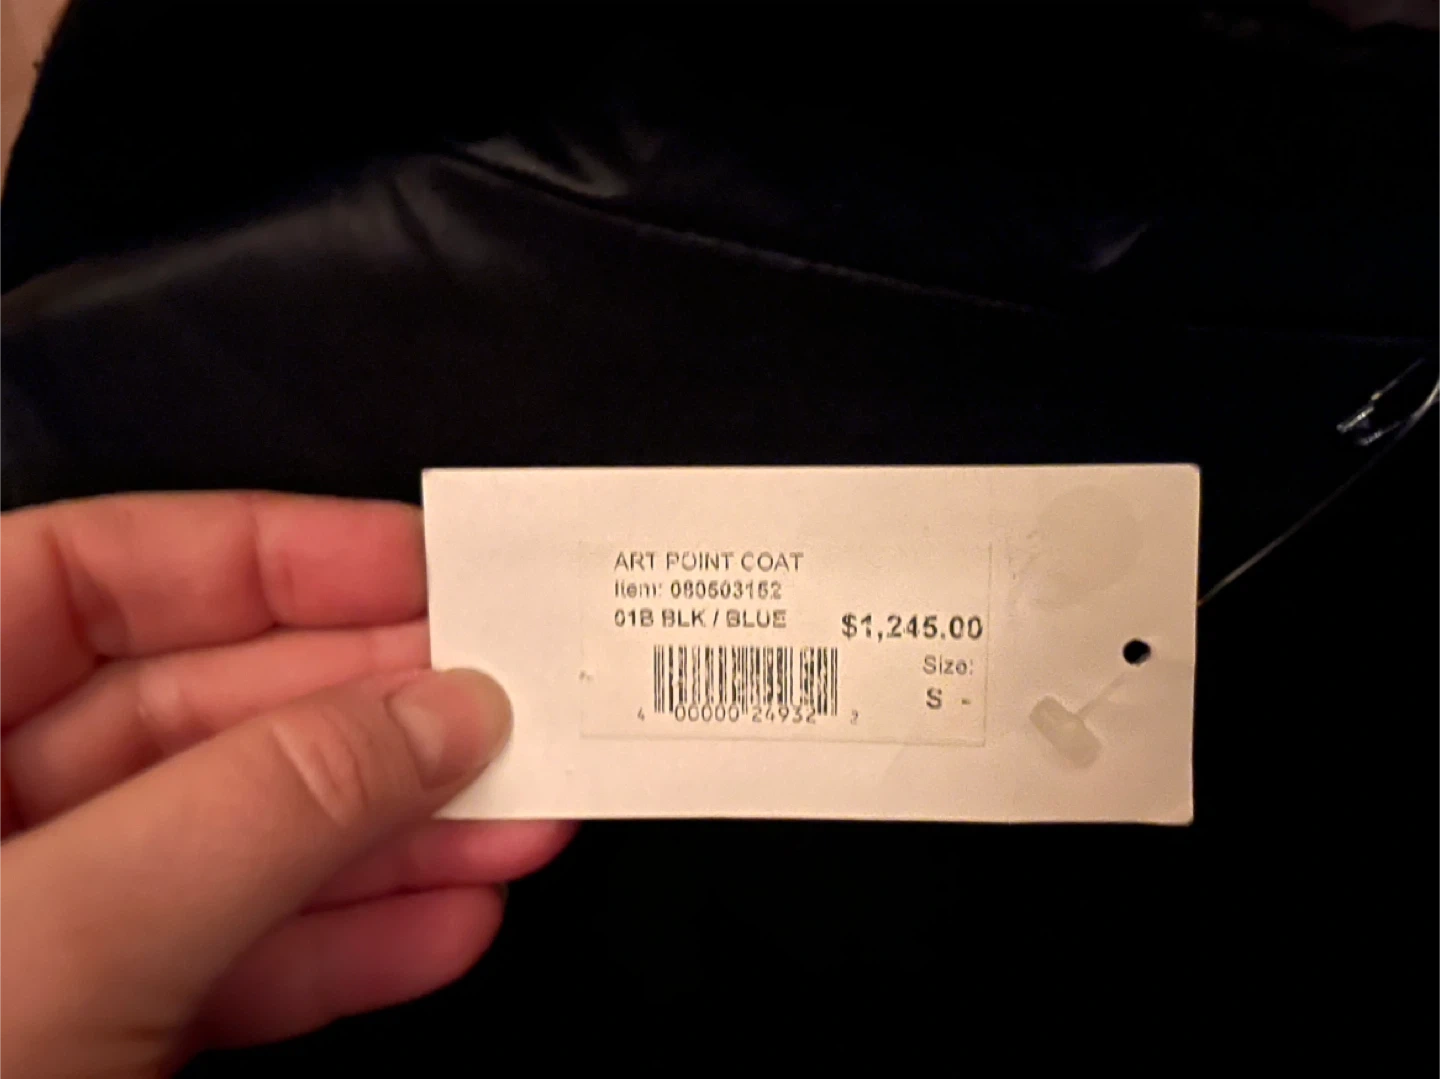 ART POINT COAT
Item: 080503152
01B BLK / BLUE
$1,245.00
Size:
S -
4 00000 24932 2